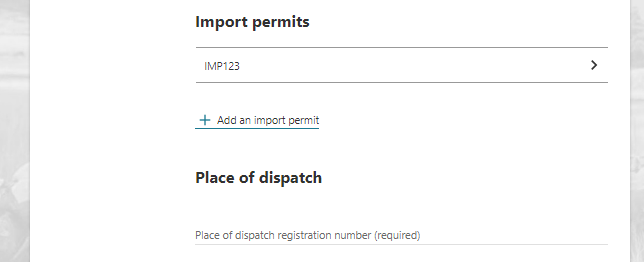 Import permits
IMP123
Add an import permit
Place of dispatch
Place of dispatch registration number (required)